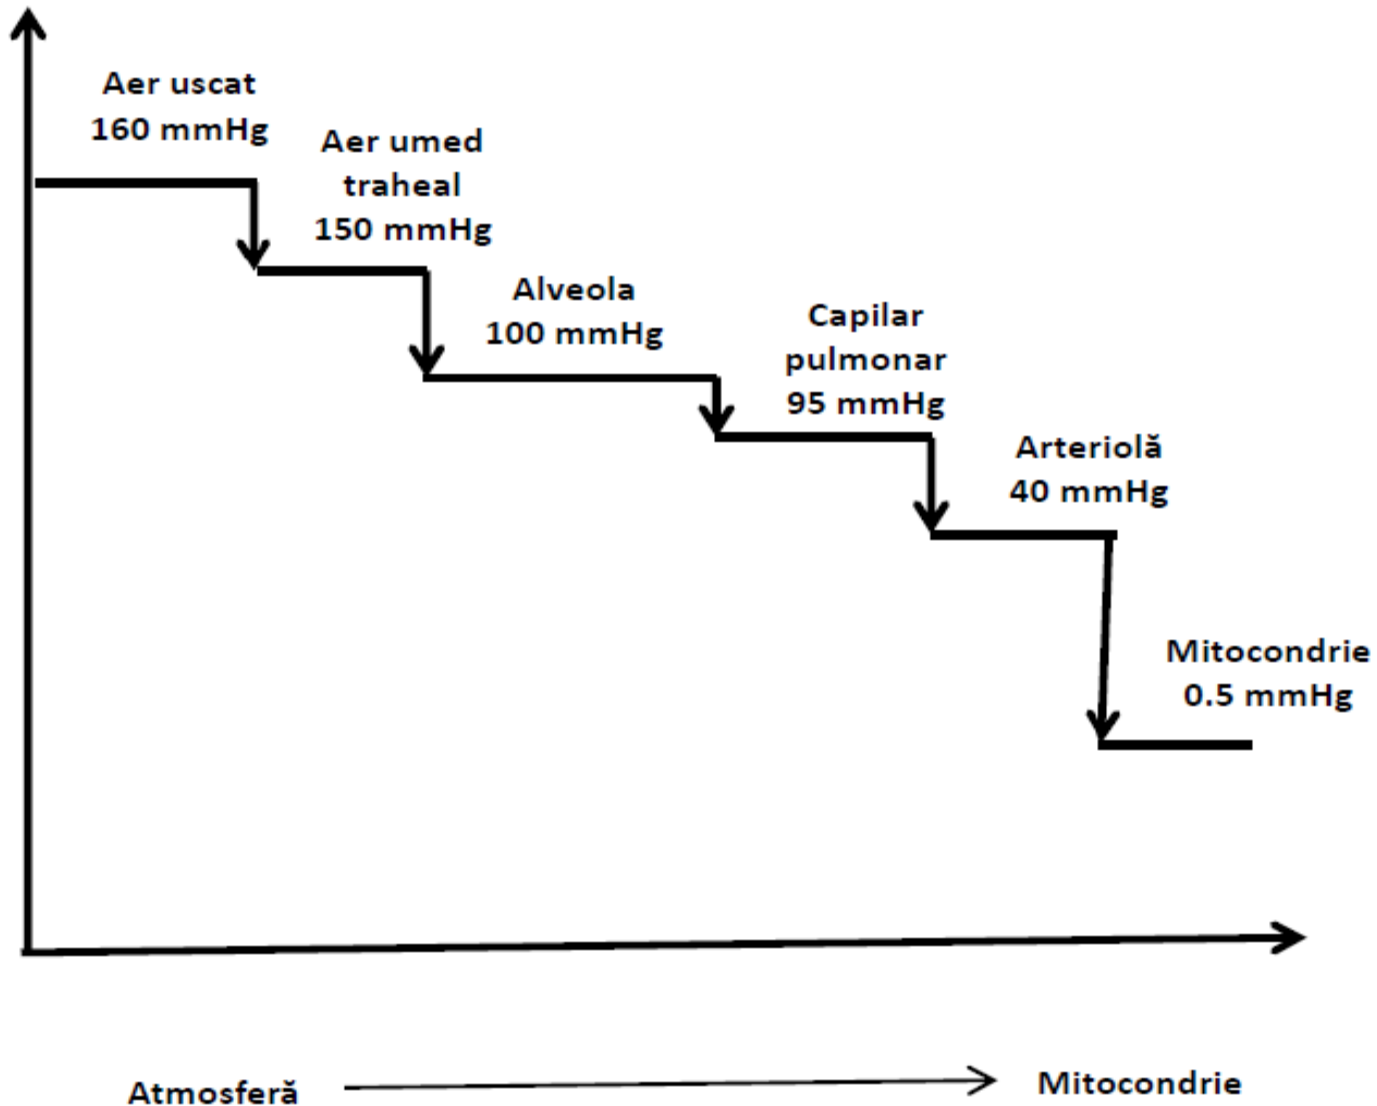 Aer uscat
160 mmHg
Aer umed
traheal
150 mmHg
Alveola
100 mmHg
Capilar
pulmonar
95 mmHg
Arteriolă
40 mmHg
Mitocondrie
0.5 mmHg
Atmosferă
Mitocondrie